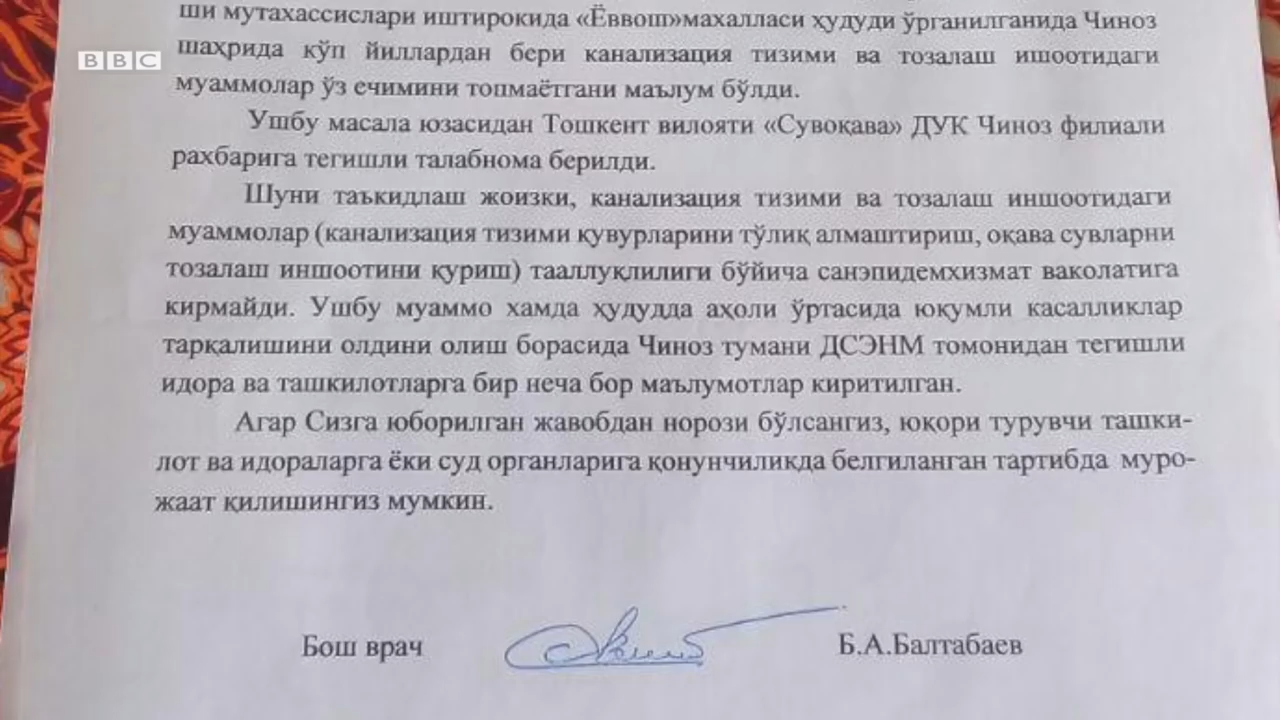 ши мутахассислари иштирокида «Ёввош»махалласи ҳудуди ўрганилганида Чиноз
BBC
шаҳрида кўп йиллардан бери канализация тизими ва тозалаш ишоотидаги
муаммолар ўз ечимини топмаётгани маълум бўлди.
Ушбу масала юзасидан Тошкент вилояти «Сувоқава» ДУК Чиноз филиали
рахбарига тегишли талабнома берилди.
Шуни таъкидлаш жоизки, канализация тизими ва тозалаш иншоотидаги
муаммолар (канализация тизими қувурларини тўлиқ алмаштириш, оқава сувларни
тозалаш иншоотини қуриш) тааллуқлилиги бўйича санэпидемхизмат ваколатига
кирмайди. Ушбу муаммо хамда ҳудудда аҳоли ўртасида юқумли касалликлар
тарқалишини олдини олиш борасида Чиноз тумани ДСЭНМ томонидан тегишли
идора ва ташкилотларга бир неча бор маълумотлар киритилган.
Агар Сизга юборилган жавобдан норози бўлсангиз, юқори турувчи ташки-
лот ва идораларга ёки суд органларига қонунчиликда белгиланган тартибда муро-
жаат қилишингиз мумкин.
Бош врач Б.А.Балтабаев